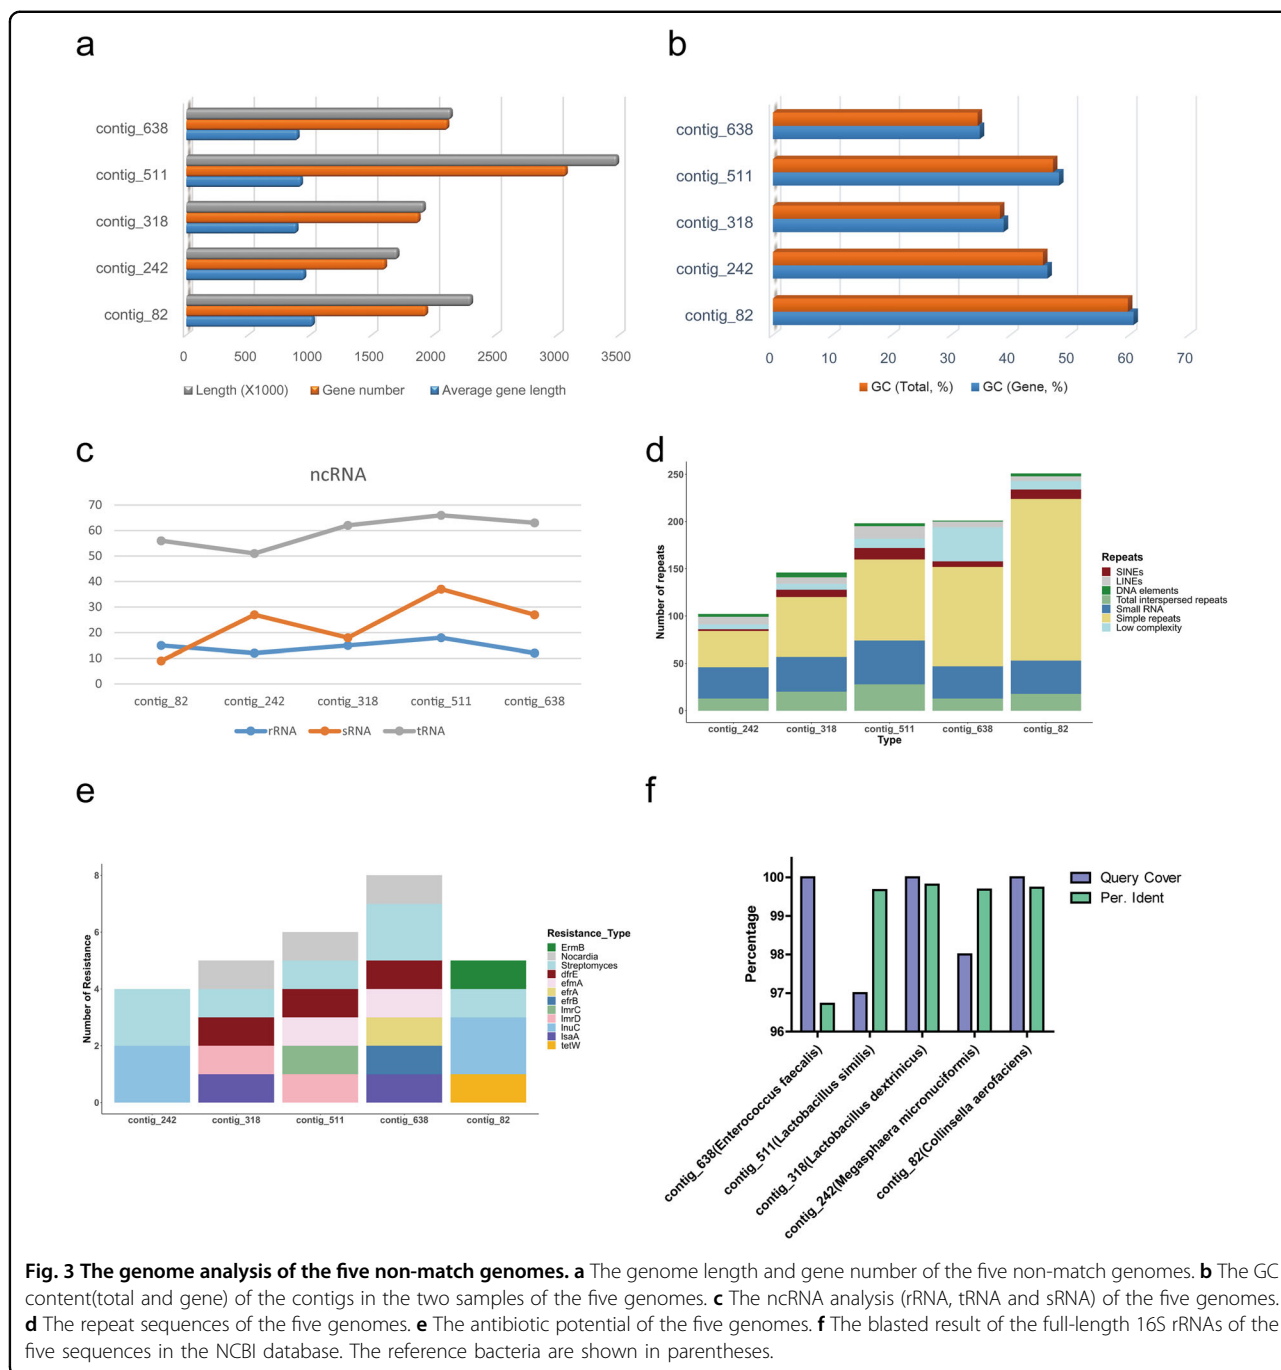 a
contig_638
contig_511
contig_318
contig_242
contig_82
0 500 1000 1500 2000 2500 3000 3500
Length (X1000) Gene number Average gene length
b
contig_638
contig_511
contig_318
contig_242
contig_82
0 10 20 30 40 50 60 70
GC (Total, %) GC (Gene, %)
c
ncRNA
70
60
50
40
30
20
10
0
contig_82 contig_242 contig_318 contig_511 contig_638
rRNA sRNA tRNA
d
Number of repeats
250
200
150
100
50
0
contig_242 contig_318 contig_511 contig_638 contig_82
Type
Repeats
SINEs
LINEs
DNA elements
Total interspersed repeats
Small RNA
Simple repeats
Low complexity
e
Number of Resistance
8
6
4
2
0
contig_242 contig_318 contig_511 contig_638 contig_82
Resistance_Type
ErmB
Nocardia
Streptomyces
dfrE
efmA
efrA
efrB
lmrC
lmrD
lnuC
lsaA
tetW
f
Percentage
100
99
98
97
96
Query Cover
Per. Ident
contig_638(Enterococcus faecalis)
contig_511(Lactobacillus similis)
contig_318(Lactobacillus dextrinicus)
contig_242(Megasphaera micronuciformis)
contig_82(Collinsella aerofaciens)
Fig. 3 The genome analysis of the five non-match genomes. a The genome length and gene number of the five non-match genomes. b The GC
content(total and gene) of the contigs in the two samples of the five genomes. c The ncRNA analysis (rRNA, tRNA and sRNA) of the five genomes.
d The repeat sequences of the five genomes. e The antibiotic potential of the five genomes. f The blasted result of the full-length 16S rRNAs of the
five sequences in the NCBI database. The reference bacteria are shown in parentheses.